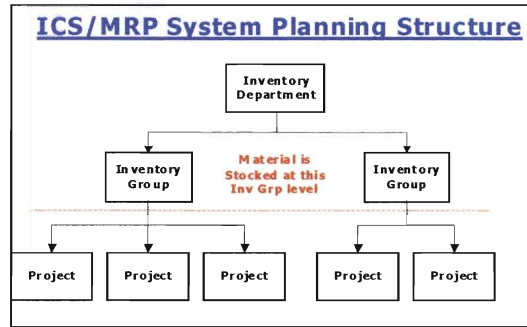 ICS/MRP System Planning Structure
Inventory
Department
Inventory
Group
Material is
Stocked at this
Inv Grp level
Inventory
Group
Project
Project
Project
Project
Project